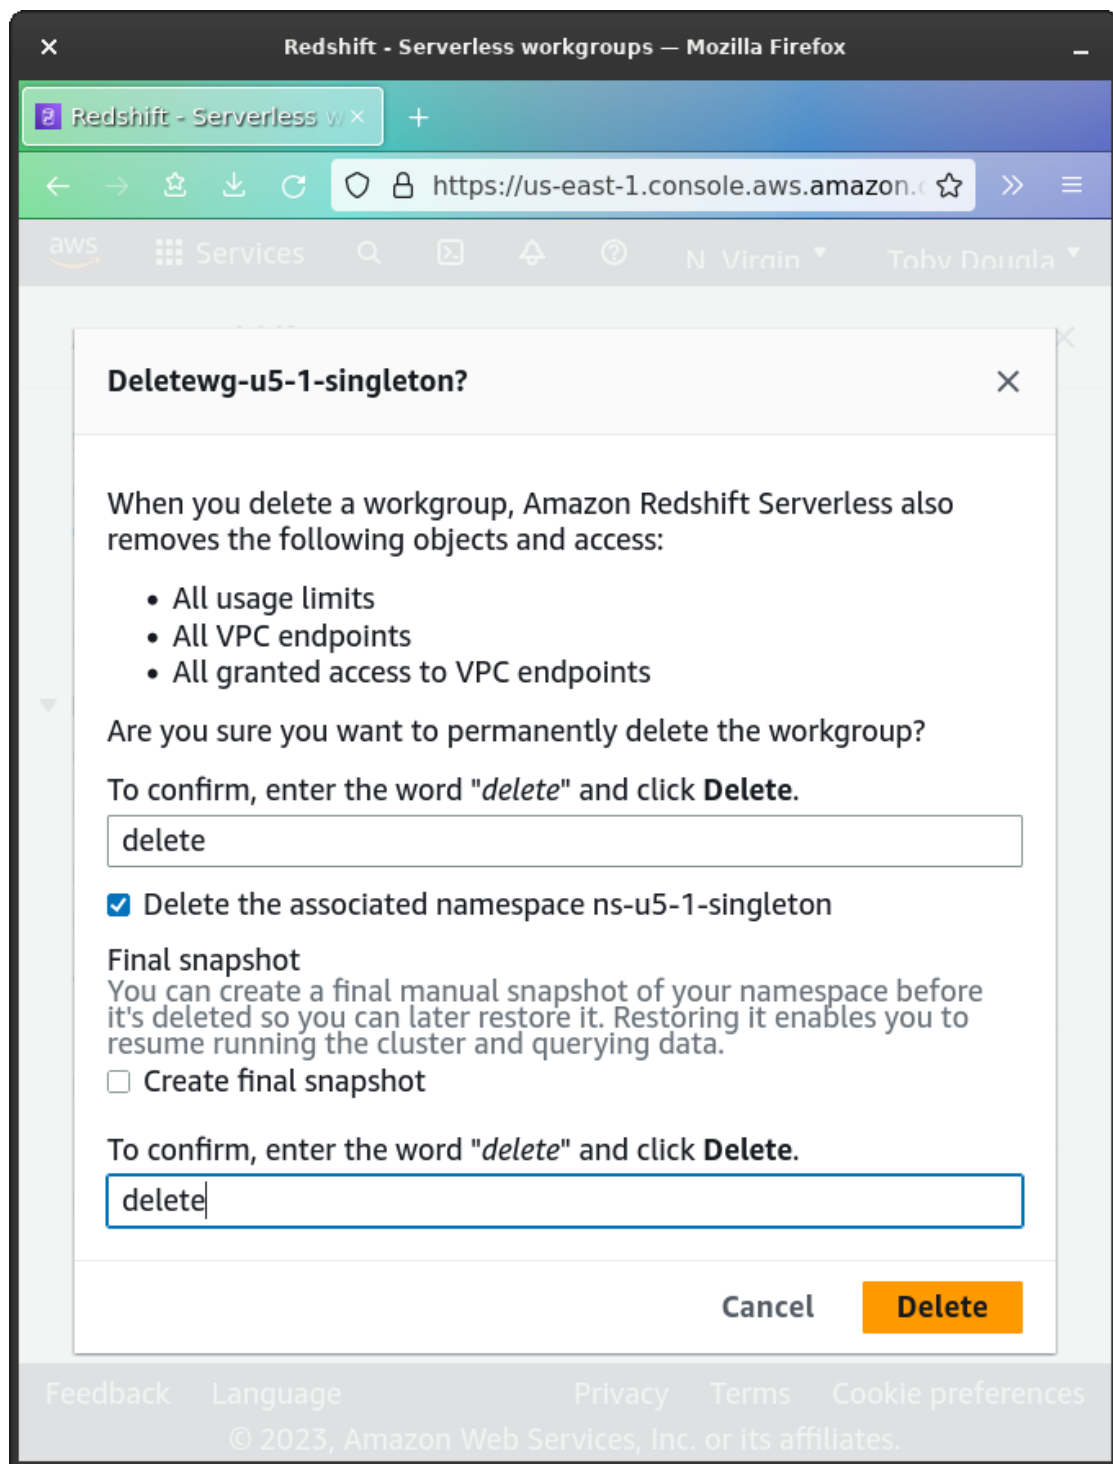 Redshift - Serverless workgroups — Mozilla Firefox
Redshift - Serverless w
https://us-east-1.console.aws.amazon.
aws Services N. Virgin Toby Dougla
Deletewg-u5-1-singleton?
When you delete a workgroup, Amazon Redshift Serverless also
removes the following objects and access:
• All usage limits
• All VPC endpoints
• All granted access to VPC endpoints
Are you sure you want to permanently delete the workgroup?
To confirm, enter the word "delete" and click Delete.
delete
Delete the associated namespace ns-u5-1-singleton
Final snapshot
You can create a final manual snapshot of your namespace before
it's deleted so you can later restore it. Restoring it enables you to
resume running the cluster and querying data.
Create final snapshot
To confirm, enter the word "delete" and click Delete.
delete
Cancel Delete
Feedback Language Privacy Terms Cookie preferences
© 2023, Amazon Web Services, Inc. or its affiliates.